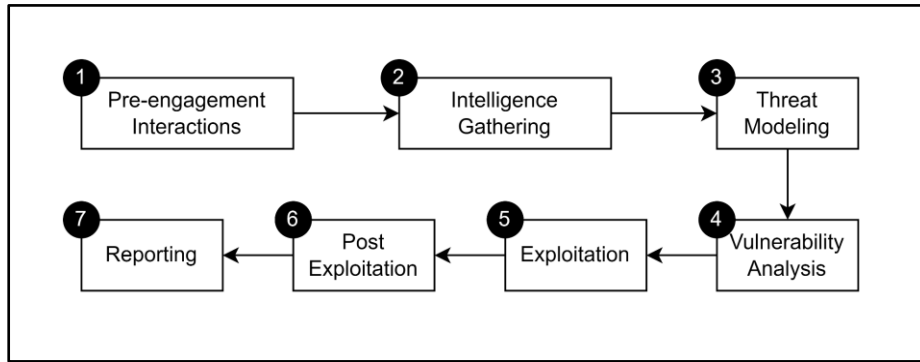 1
Pre-engagement
Interactions
2
Intelligence
Gathering
3
Threat
Modeling
4
Vulnerability
Analysis
5
Exploitation
6
Post
Exploitation
7
Reporting